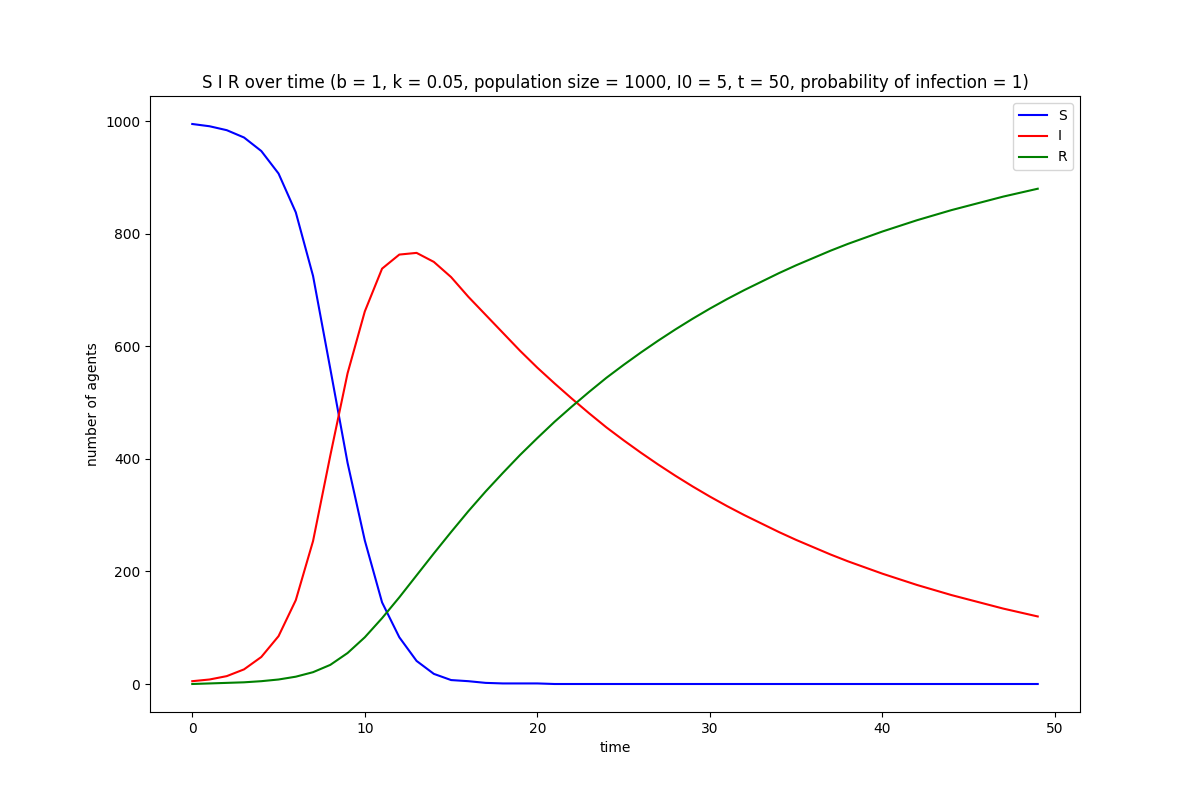 S I R over time (b = 1, k = 0.05, population size = 1000, I0 = 5, t = 50, probability of infection = 1)
S
I
R
1000
800
600
400
200
0
number of agents
0 10 20 30 40 50
time